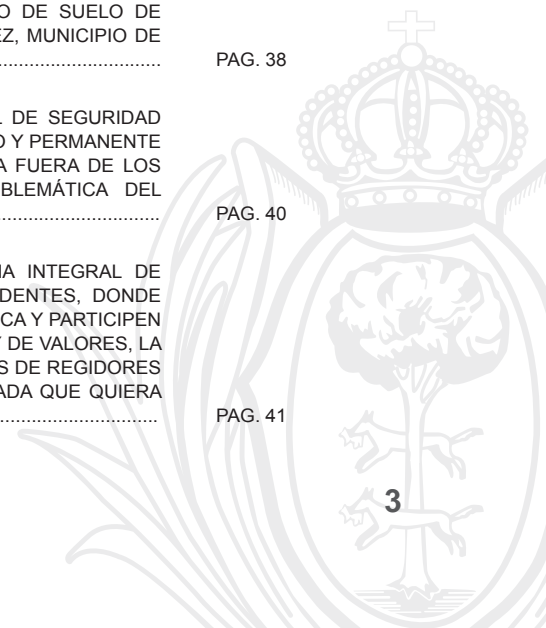 O DE SUELO DE
EZ, MUNICIPIO DE
................................ PAG. 38
DE SEGURIDAD
O Y PERMANENTE
A FUERA DE LOS
BLEMÁTICA DEL
................................ PAG. 40
INTEGRAL DE
DENTES, DONDE
CA Y PARTICIPEN
Y DE VALORES, LA
S DE REGIDORES
ADA QUE QUIERA
................................ PAG. 41
3